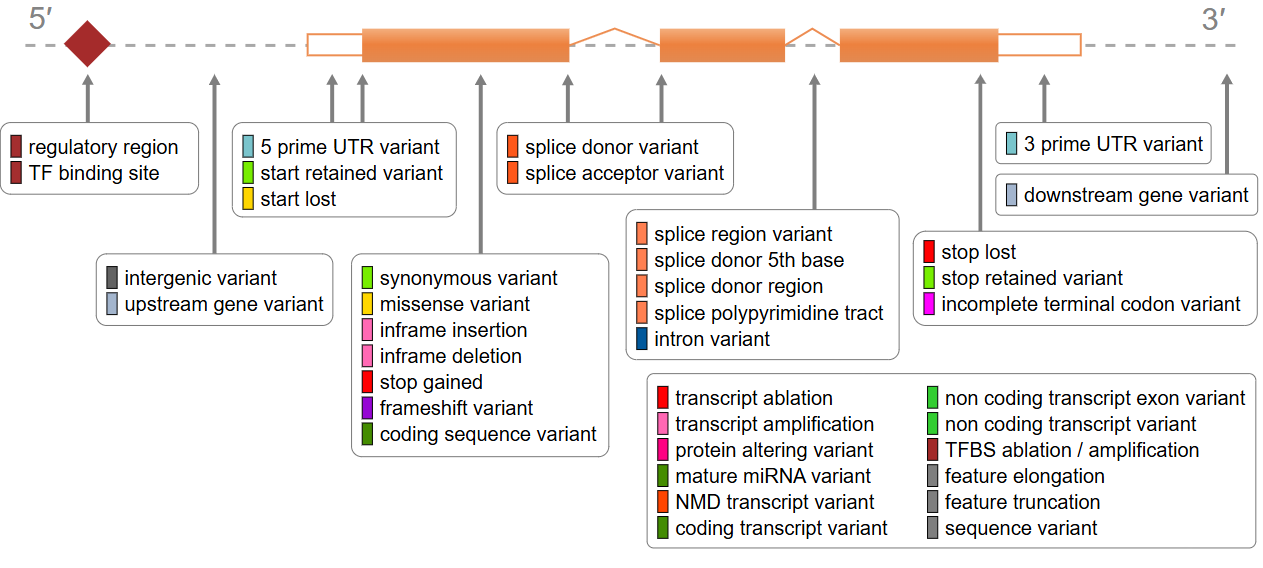 5′
3′
regulatory region
TF binding site
5 prime UTR variant
start retained variant
start lost
splice donor variant
splice acceptor variant
3 prime UTR variant
downstream gene variant
intergenic variant
upstream gene variant
synonymous variant
missense variant
inframe insertion
inframe deletion
stop gained
frameshift variant
coding sequence variant
splice region variant
splice donor 5th base
splice donor region
splice polypyrimidine tract
intron variant
stop lost
stop retained variant
incomplete terminal codon variant
transcript ablation
transcript amplification
protein altering variant
mature miRNA variant
NMD transcript variant
coding transcript variant
non coding transcript exon variant
non coding transcript variant
TFBS ablation / amplification
feature elongation
feature truncation
sequence variant